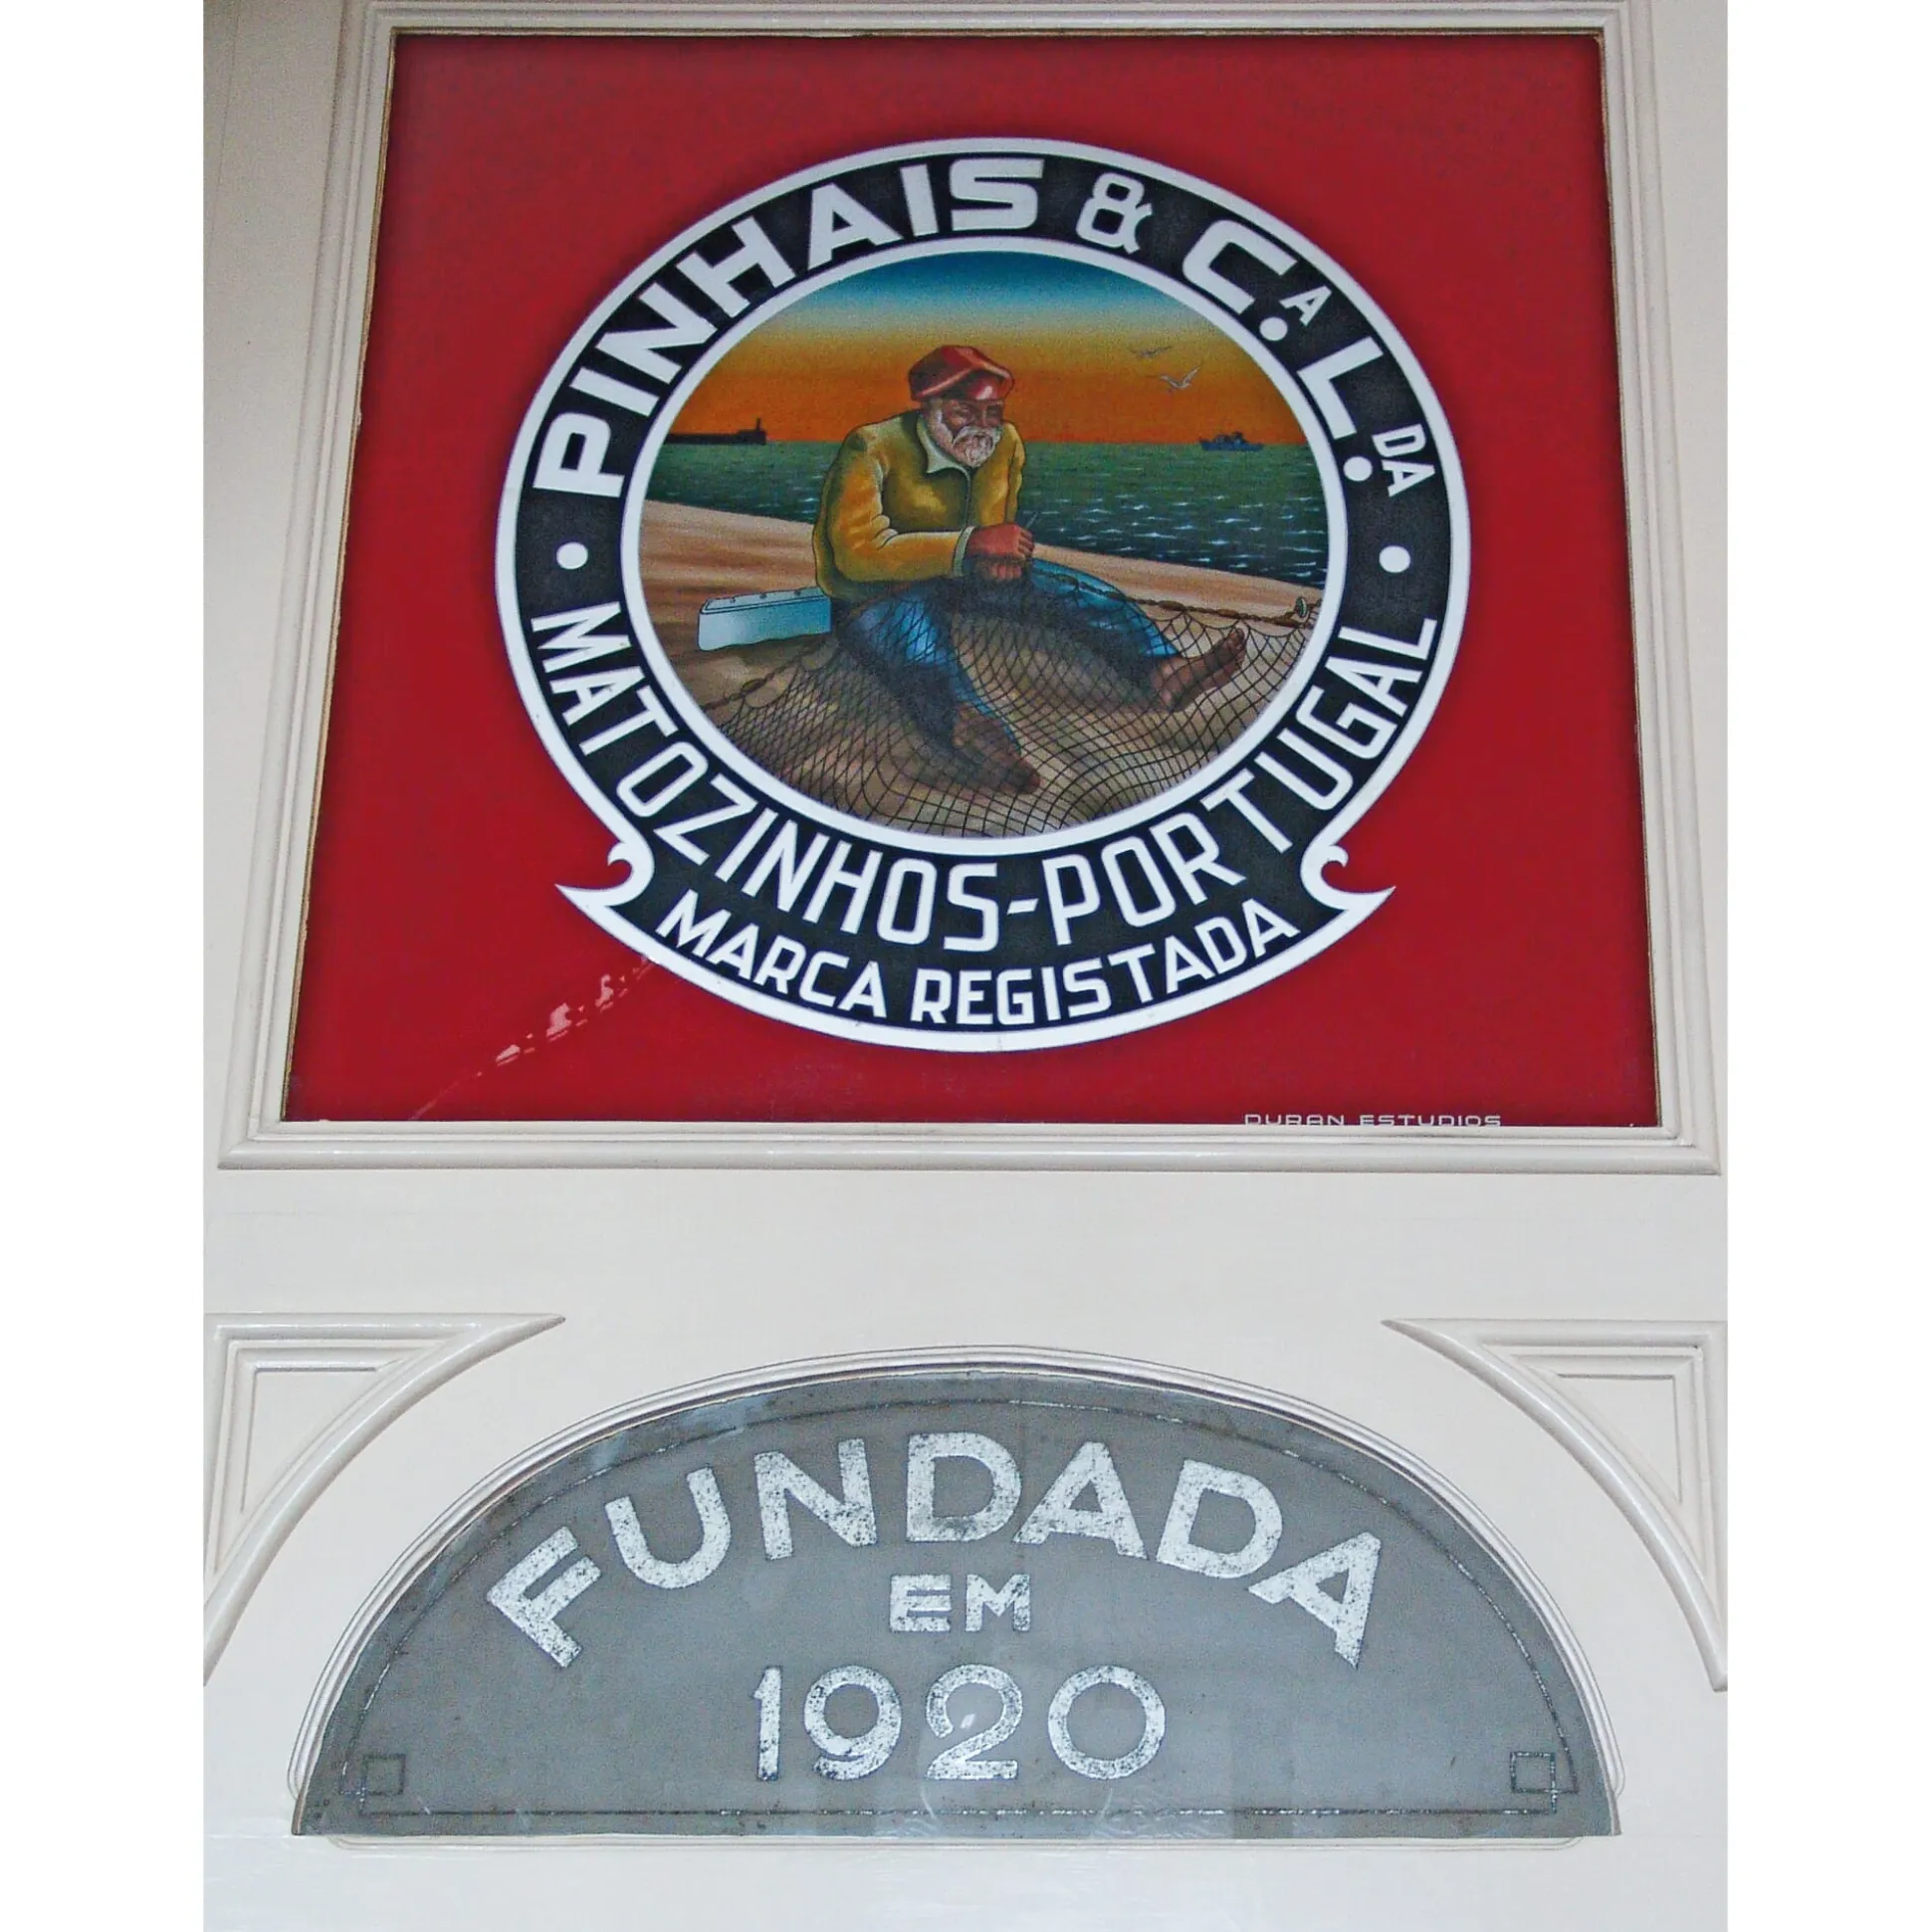 PINHAIS & C.A L.DA
MATOZINHOS-PORTUGAL
MARCA REGISTADA
DURAN ESTUDIOS
FUNDADA
EM
1920